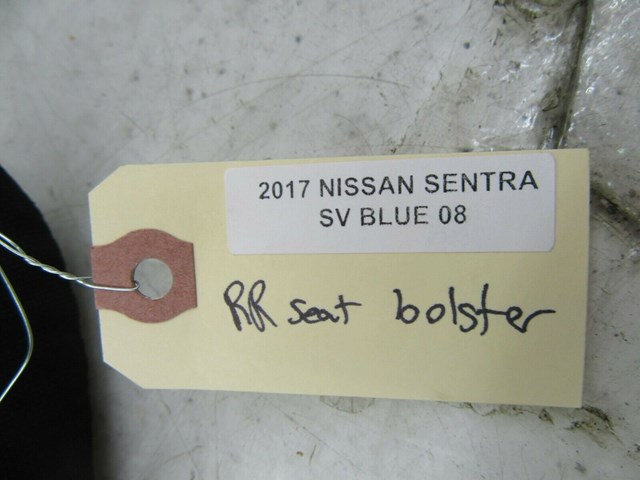 2017 NISSAN SENTRA
SV BLUE 08
RR seat bolster